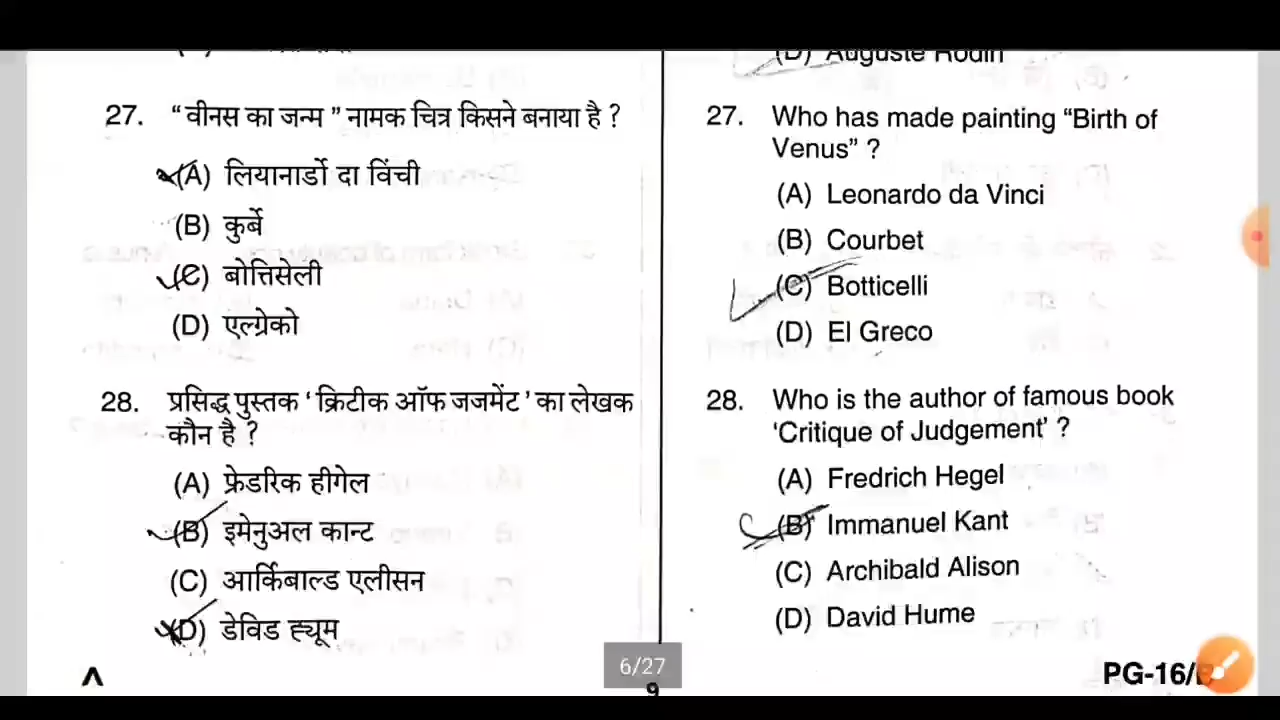 27. “ वीनस का जन्म ” नामक चित्र किसने बनाया है ?
(A) लियानार्डो दा विंची
(B) कुर्बे
(C) बोत्तिसेली
(D) एल्ग्रेको
28. प्रसिद्ध पुस्तक ‘ क्रिटीक ऑफ जजमेंट ’ का लेखक
कौन है ?
(A) फ्रेडरिक हीगेल
(B) इमेनुअल कान्ट
(C) आर्किबाल्ड एलीसन
(D) डेविड ह्यूम
(D) Auguste Rodin
27. Who has made painting “Birth of
Venus” ?
(A) Leonardo da Vinci
(B) Courbet
(C) Botticelli
(D) El Greco
28. Who is the author of famous book
‘Critique of Judgement’ ?
(A) Fredrich Hegel
(B) Immanuel Kant
(C) Archibald Alison
(D) David Hume
6/27
9
PG-16/